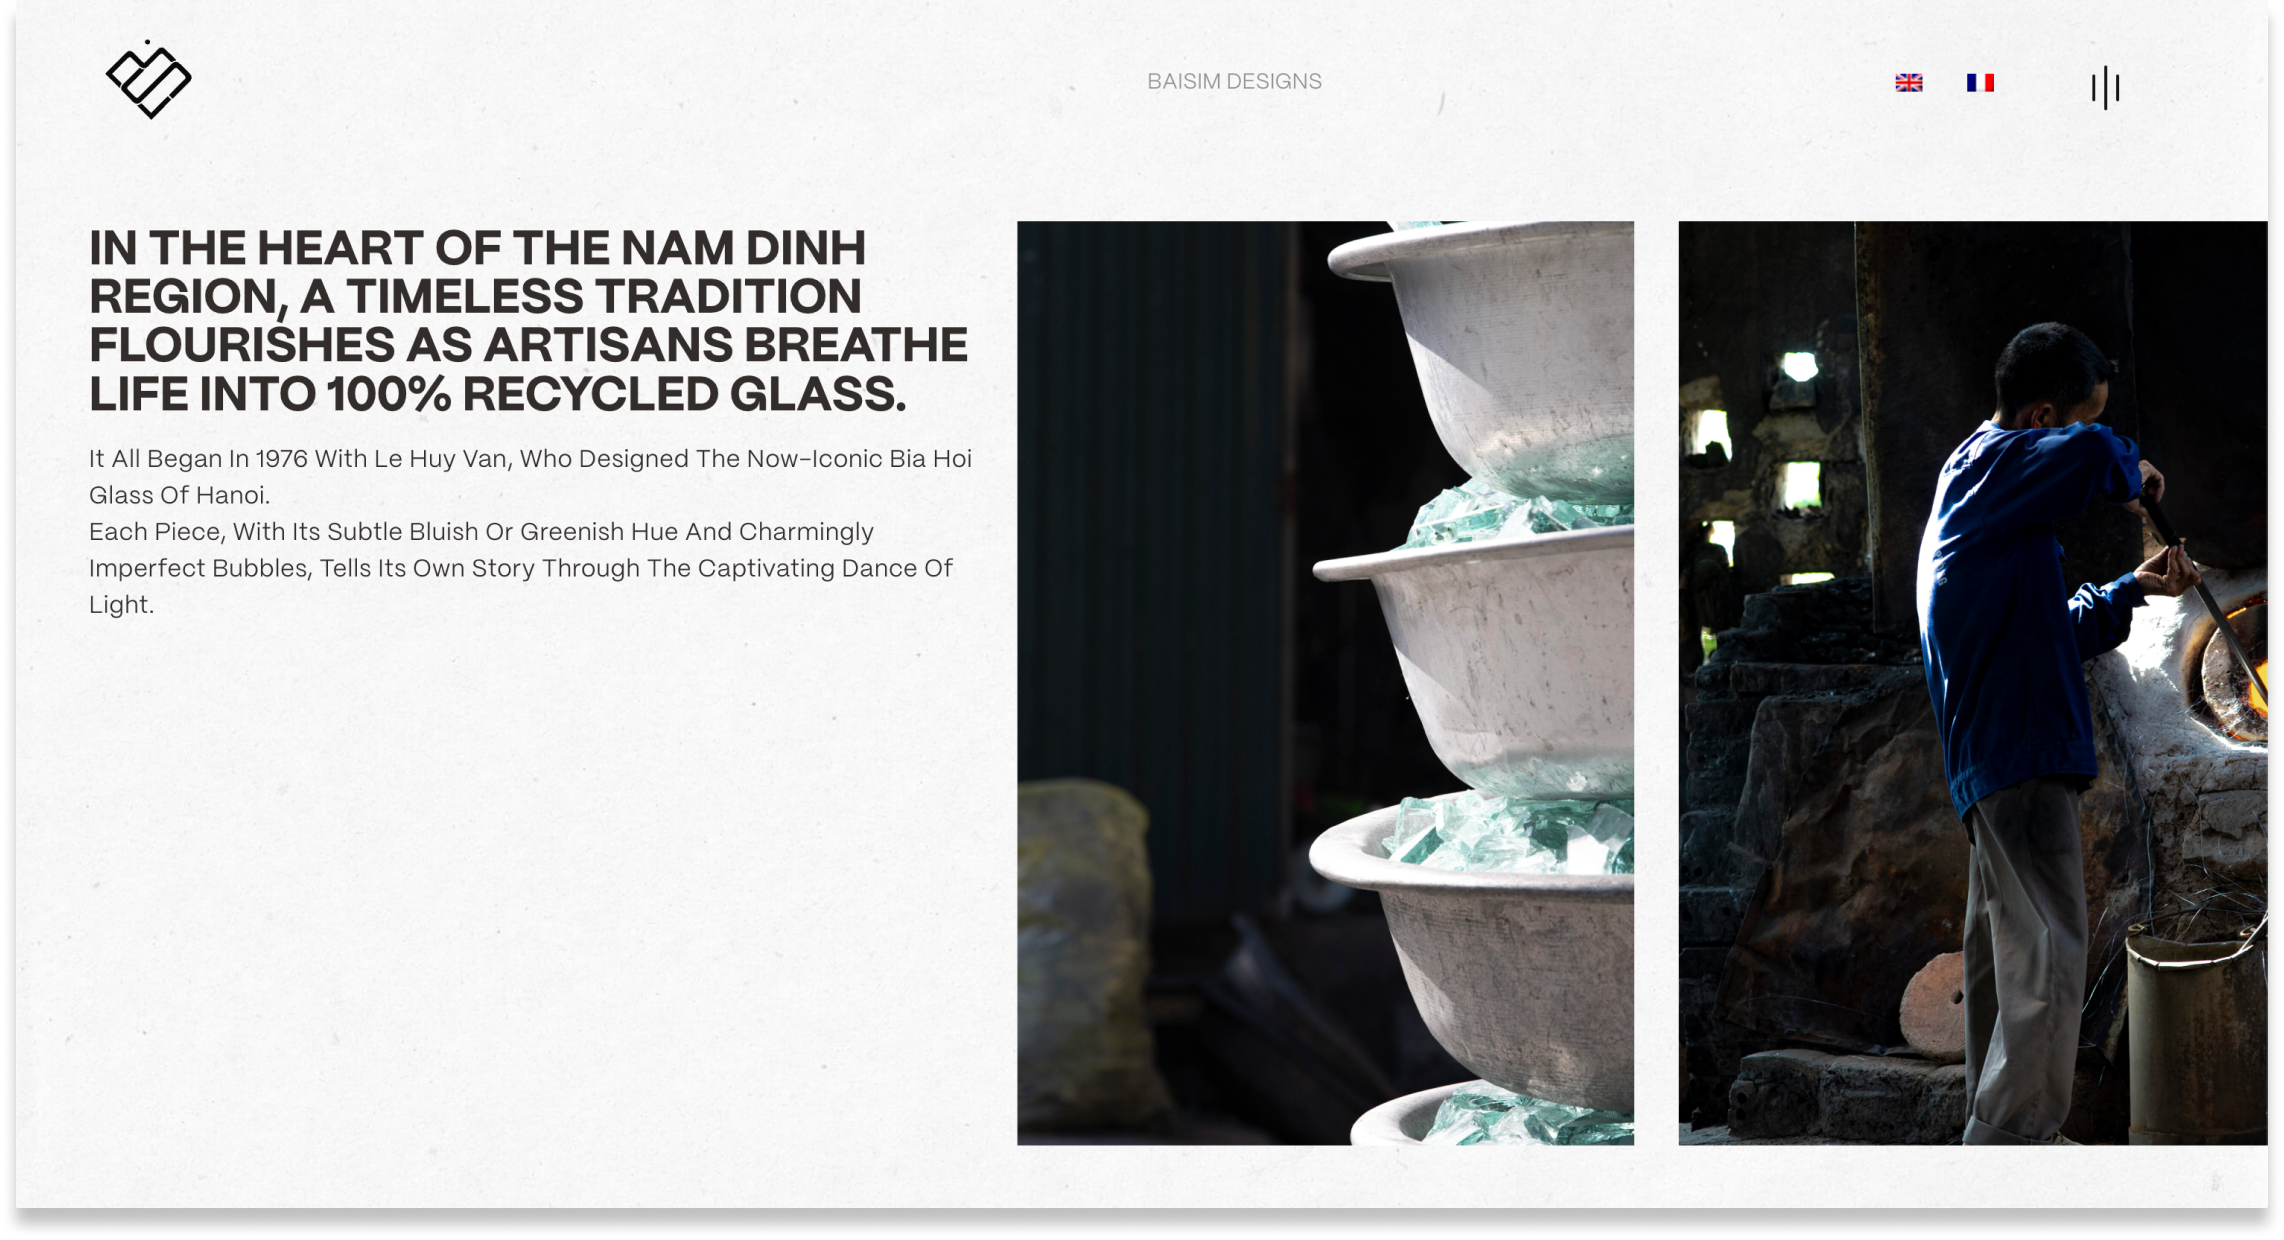 BAISIM DESIGNS
IN THE HEART OF THE NAM DINH
REGION, A TIMELESS TRADITION
FLOURISHES AS ARTISANS BREATHE
LIFE INTO 100% RECYCLED GLASS.
It All Began In 1976 With Le Huy Van, Who Designed The Now-Iconic Bia Hoi
Glass Of Hanoi.
Each Piece, With Its Subtle Bluish Or Greenish Hue And Charmingly
Imperfect Bubbles, Tells Its Own Story Through The Captivating Dance Of
Light.